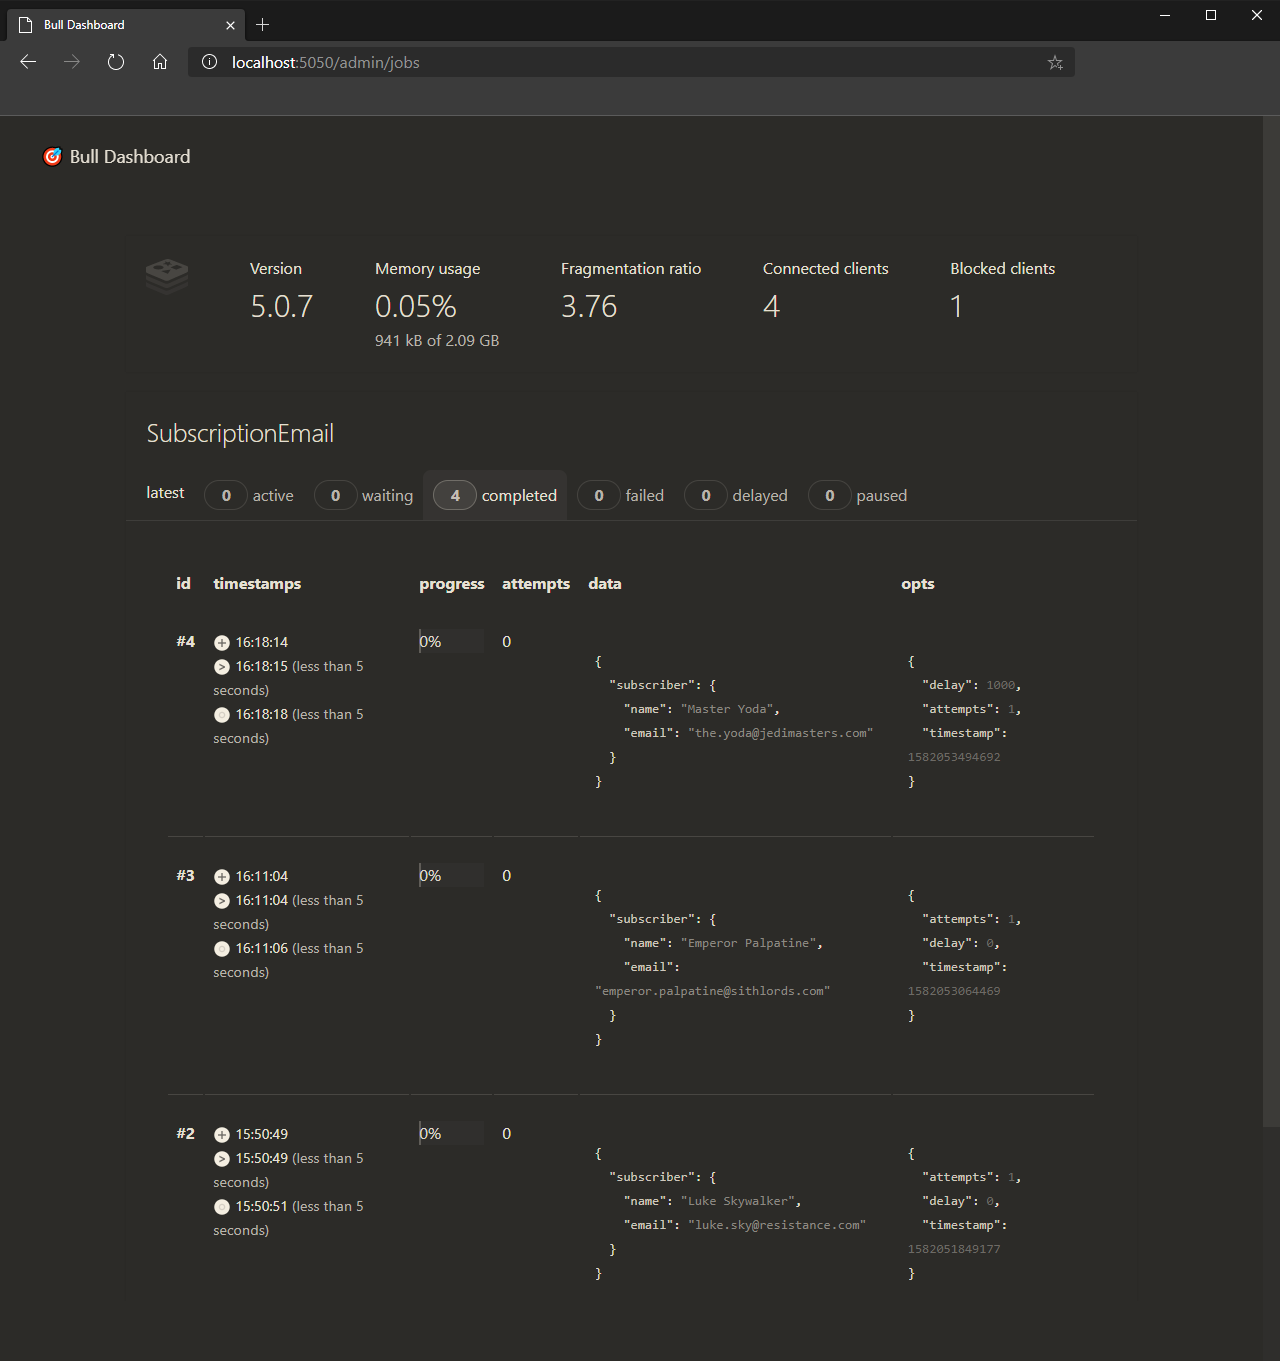 Bull Dashboard
localhost:5050/admin/jobs
Bull Dashboard
Version
5.0.7
Memory usage
0.05%
941 kB of 2.09 GB
Fragmentation ratio
3.76
Connected clients
4
Blocked clients
1
SubscriptionEmail
latest 0 active 0 waiting 4 completed 0 failed 0 delayed 0 paused
id timestamps progress attempts data opts
#4
16:18:14
16:18:15 (less than 5
seconds)
16:18:18 (less than 5
seconds)
0%
0
{
"subscriber": {
"name": "Master Yoda",
"email": "the.yoda@jedimasters.com"
}
}
{
"delay": 1000,
"attempts": 1,
"timestamp":
1582053494692
}
#3
16:11:04
16:11:04 (less than 5
seconds)
16:11:06 (less than 5
seconds)
0%
0
{
"subscriber": {
"name": "Emperor Palpatine",
"email":
"emperor.palpatine@sithlords.com"
}
}
{
"attempts": 1,
"delay": 0,
"timestamp":
1582053064469
}
#2
15:50:49
15:50:49 (less than 5
seconds)
15:50:51 (less than 5
seconds)
0%
0
{
"subscriber": {
"name": "Luke Skywalker",
"email": "luke.sky@resistance.com"
}
}
{
"attempts": 1,
"delay": 0,
"timestamp":
1582051849177
}